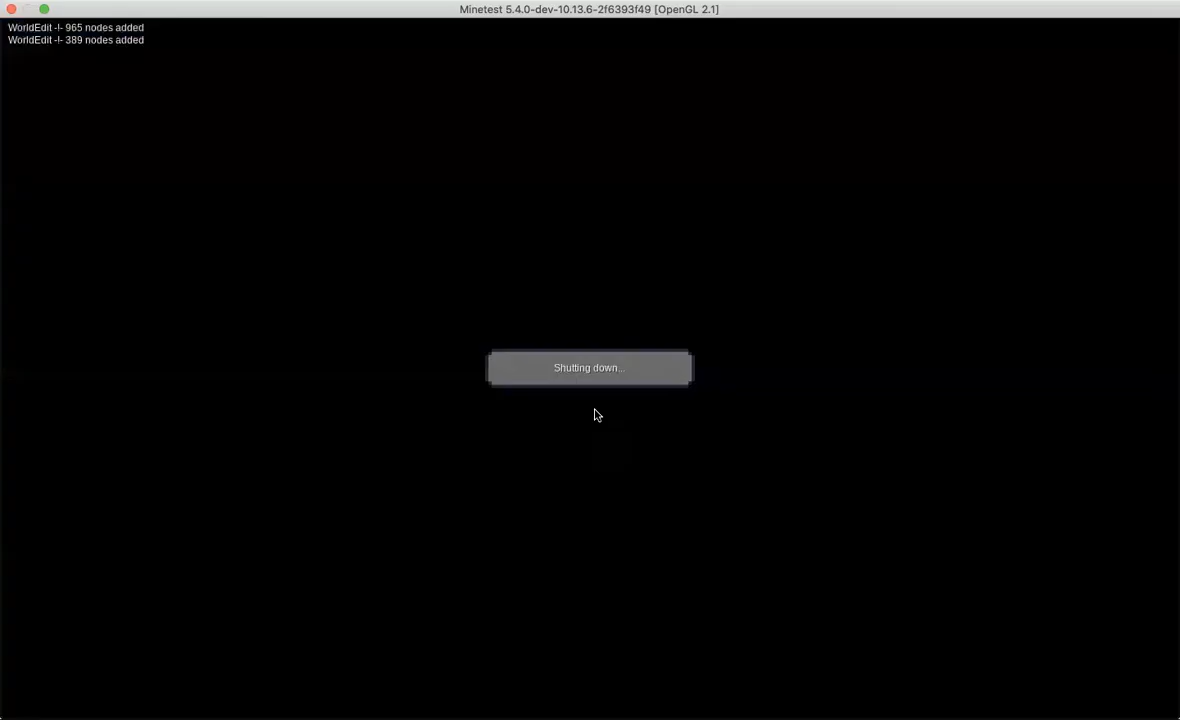 Minetest 5.4.0-dev-10.13.6-2f6393f49 [OpenGL 2.1]
WorldEdit -!- 965 nodes added
WorldEdit -!- 389 nodes added
Shutting down...